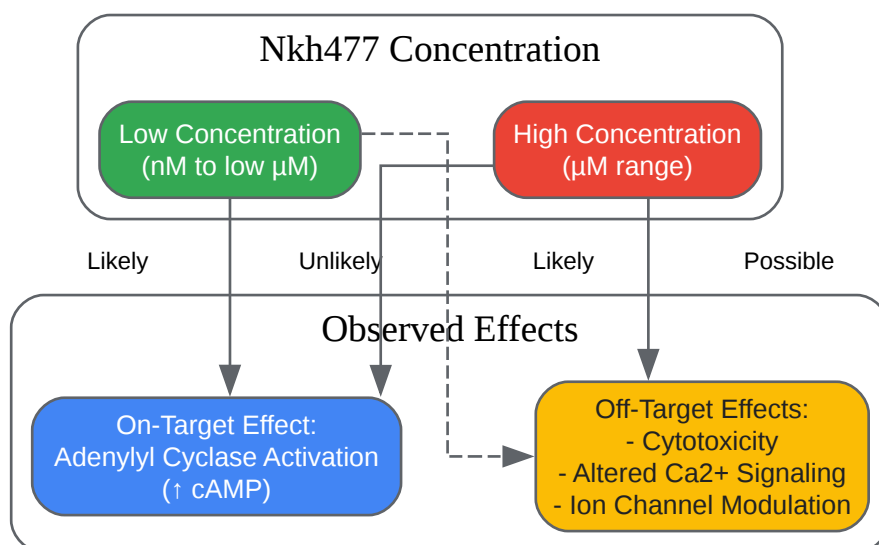 Nkh477 Concentration
Low Concentration
(nM to low µM)
High Concentration
(µM range)
Likely
Unlikely
Likely
Possible
Observed Effects
On-Target Effect:
Adenylyl Cyclase Activation
(↑ cAMP)
Off-Target Effects:
- Cytotoxicity
- Altered Ca2+ Signaling
- Ion Channel Modulation